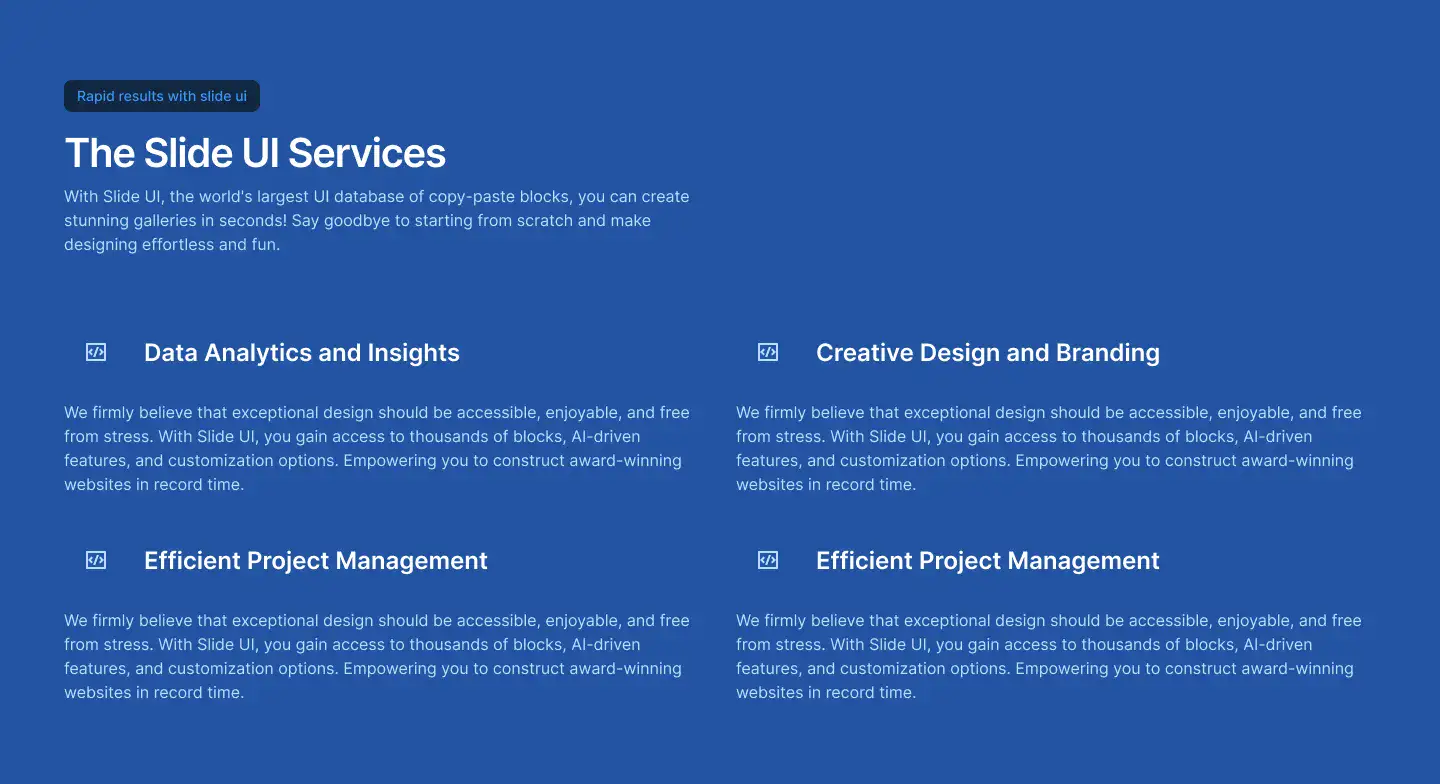 Rapid results with slide ui
The Slide UI Services
With Slide UI, the world's largest UI database of copy-paste blocks, you can create
stunning galleries in seconds! Say goodbye to starting from scratch and make
designing effortless and fun.
Data Analytics and Insights
We firmly believe that exceptional design should be accessible, enjoyable, and free
from stress. With Slide UI, you gain access to thousands of blocks, AI-driven
features, and customization options. Empowering you to construct award-winning
websites in record time.
Creative Design and Branding
We firmly believe that exceptional design should be accessible, enjoyable, and free
from stress. With Slide UI, you gain access to thousands of blocks, AI-driven
features, and customization options. Empowering you to construct award-winning
websites in record time.
Efficient Project Management
We firmly believe that exceptional design should be accessible, enjoyable, and free
from stress. With Slide UI, you gain access to thousands of blocks, AI-driven
features, and customization options. Empowering you to construct award-winning
websites in record time.
Efficient Project Management
We firmly believe that exceptional design should be accessible, enjoyable, and free
from stress. With Slide UI, you gain access to thousands of blocks, AI-driven
features, and customization options. Empowering you to construct award-winning
websites in record time.